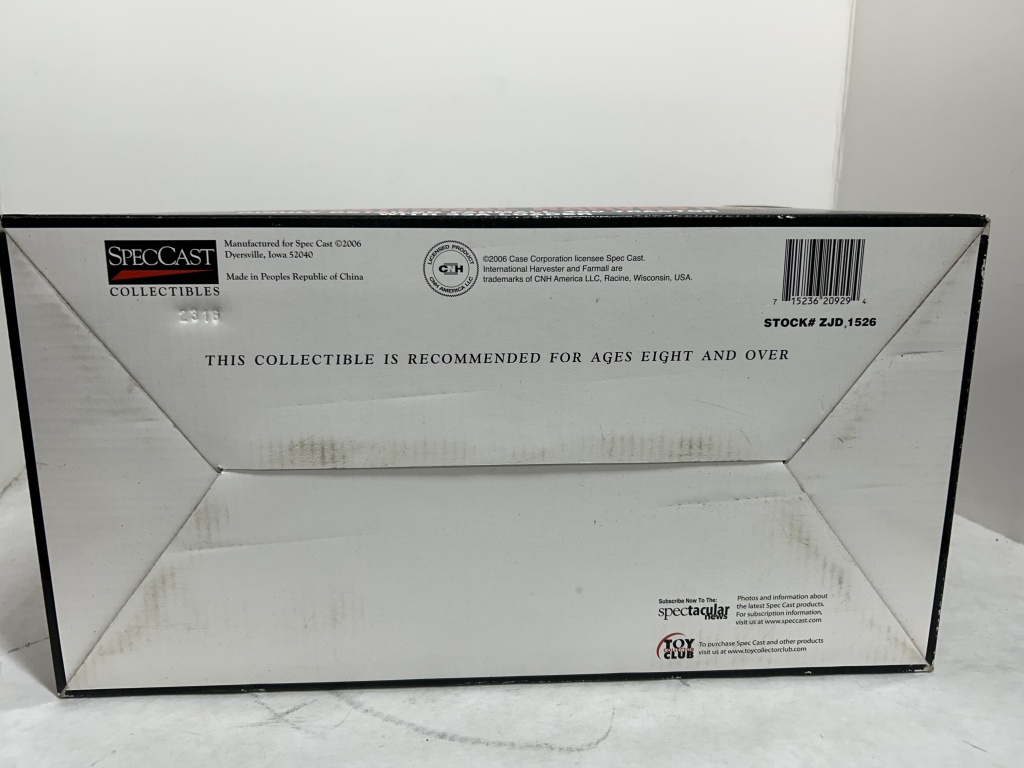 SPECCAST
COLLECTIBLES
Manufactured for Spec Cast ©2006
Dyersville, Iowa 52040
Made in Peoples Republic of China
2318
LICENSED PRODUCT
CNH
CNH AMERICA LLC
©2006 Case Corporation licensee Spec Cast.
International Harvester and Farmall are
trademarks of CNH America LLC, Racine, Wisconsin, USA.
7 15236 20929 4
STOCK# ZJD 1526
THIS COLLECTIBLE IS RECOMMENDED FOR AGES EIGHT AND OVER
Subscribe Now To The:
spectacular
news
Photos and information about
the latest Spec Cast products.
For subscription information,
visit us at www.speccast.com
TOY
COLLECTOR
CLUB
To purchase Spec Cast and other products
visit us at www.toycollectorclub.com